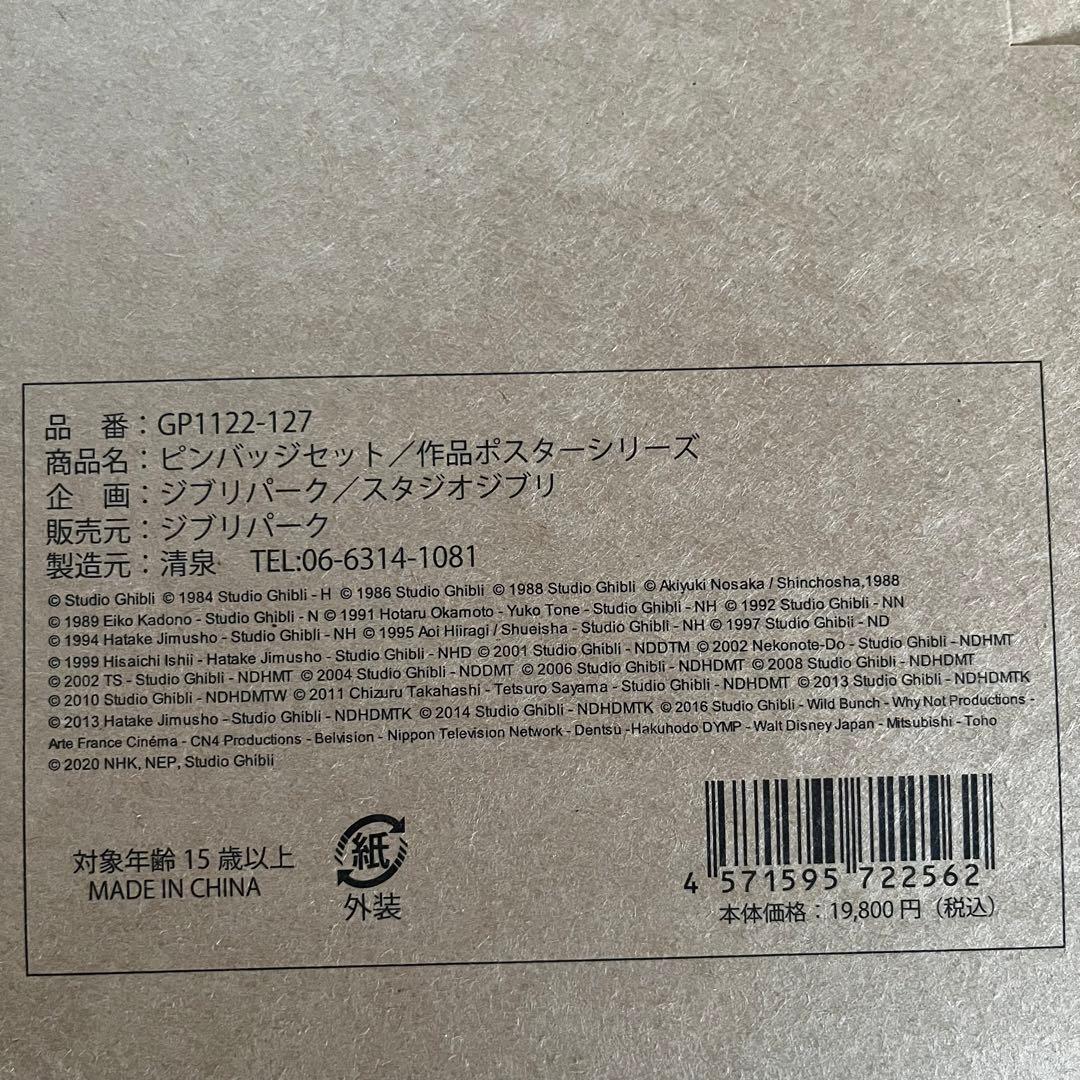 品　番：GP1122-127
商品名：ピンバッジセット／作品ポスターシリーズ
企　画：ジブリパーク／スタジオジブリ
販売元：ジブリパーク
製造元：清泉　TEL:06-6314-1081
© Studio Ghibli © 1984 Studio Ghibli - H © 1986 Studio Ghibli © 1988 Studio Ghibli © Akiyuki Nosaka / Shinchosha,1988
© 1989 Eiko Kadono - Studio Ghibli - N © 1991 Hotaru Okamoto - Yuko Tone - Studio Ghibli - NH © 1992 Studio Ghibli - NN
© 1994 Hatake Jimusho - Studio Ghibli - NH © 1995 Aoi Hiiragi / Shueisha - Studio Ghibli - NH © 1997 Studio Ghibli - ND
© 1999 Hisaichi Ishii - Hatake Jimusho - Studio Ghibli - NHD © 2001 Studio Ghibli - NDDTM © 2002 Nekonote-Do - Studio Ghibli - NDHMT
© 2002 TS - Studio Ghibli - NDHMT © 2004 Studio Ghibli - NDDMT © 2006 Studio Ghibli - NDHDMT © 2008 Studio Ghibli - NDHDMT
© 2010 Studio Ghibli - NDHDMTW © 2011 Chizuru Takahashi - Tetsuro Sayama - Studio Ghibli - NDHDMT © 2013 Studio Ghibli - NDHDMTK
© 2013 Hatake Jimusho - Studio Ghibli - NDHDMTK © 2014 Studio Ghibli - NDHDMTK © 2016 Studio Ghibli - Wild Bunch - Why Not Productions -
Arte France Cinéma - CN4 Productions - Belvision - Nippon Television Network - Dentsu -Hakuhodo DYMP - Walt Disney Japan - Mitsubishi - Toho
© 2020 NHK, NEP, Studio Ghibli
対象年齢 15 歳以上
MADE IN CHINA
紙
外装
4 571595 722562
本体価格：19,800 円（税込）